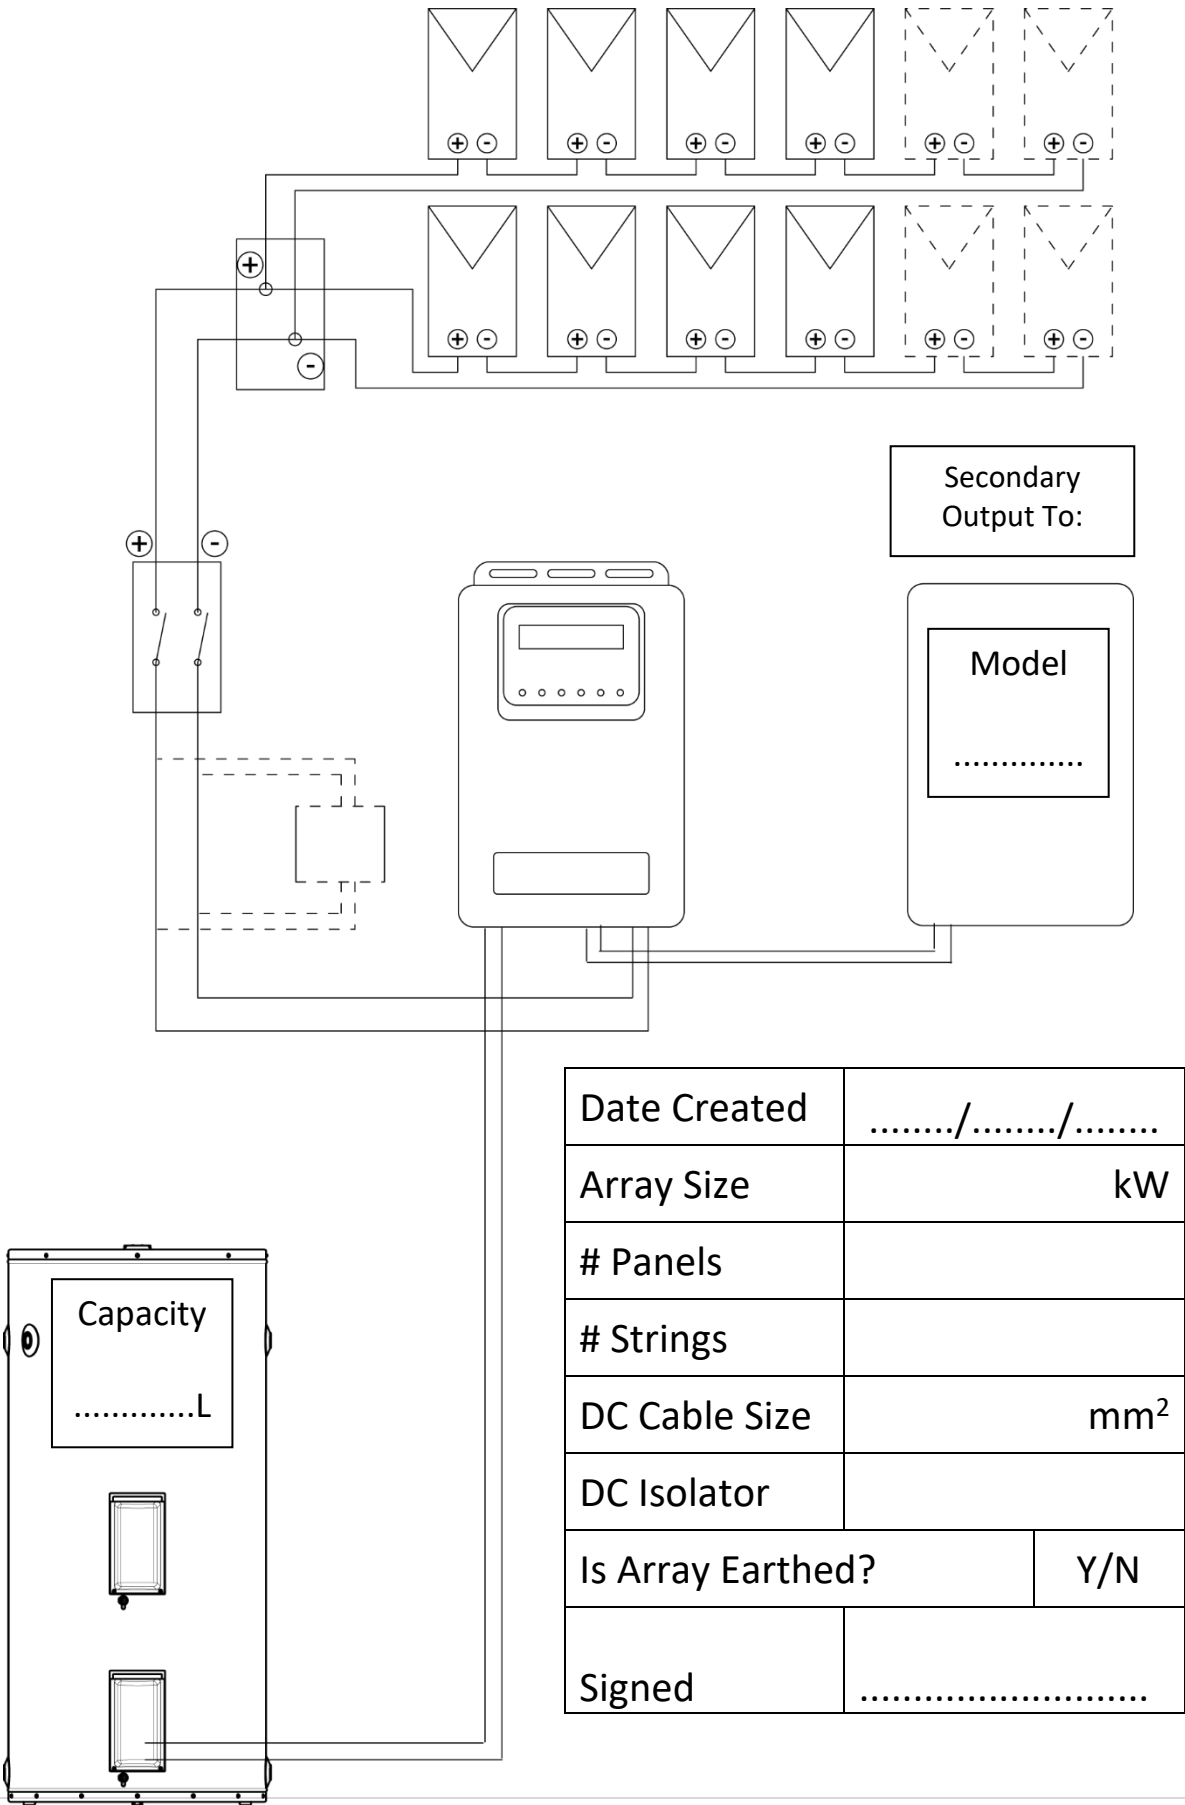 + - + - + - + - + - + -
+
+ - + - + - + - + - + -
-
Secondary
Output To:
+ -
Model
..............
Date Created ........./........./.........
Array Size kW
# Panels
# Strings
Capacity
.............L
DC Cable Size mm²
DC Isolator
Is Array Earthed? Y/N
Signed ...........................